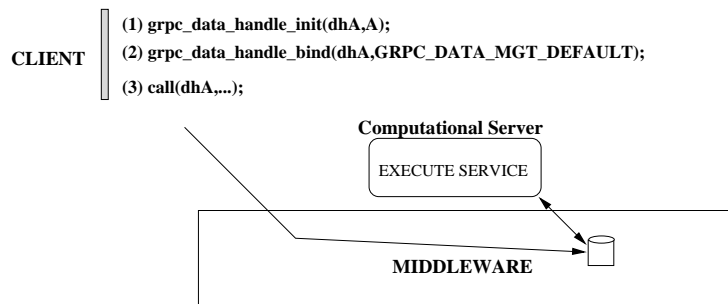 (1) grpc_data_handle_init(dhA,A);
CLIENT
(2) grpc_data_handle_bind(dhA,GRPC_DATA_MGT_DEFAULT);
(3) call(dhA,...);
Computational Server
EXECUTE SERVICE
MIDDLEWARE